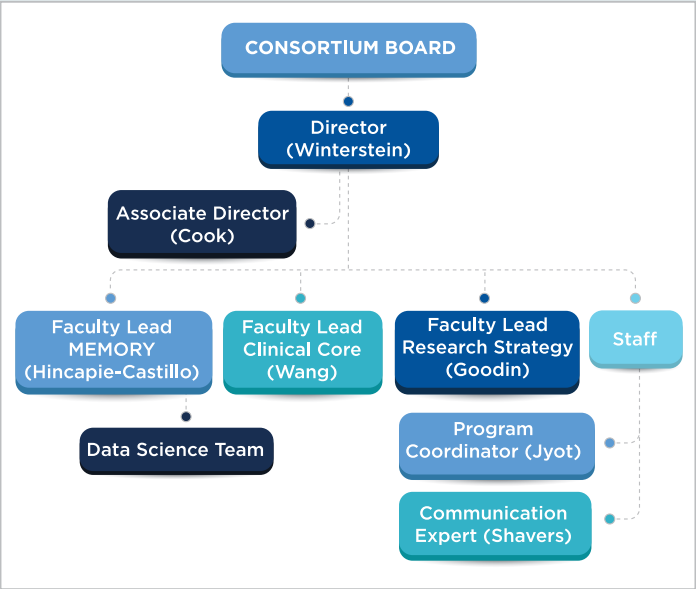 CONSORTIUM BOARD
Director
(Winterstein)
Associate Director
(Cook)
Faculty Lead
MEMORY
(Hincapie-Castillo)
Faculty Lead
Clinical Core
(Wang)
Faculty Lead
Research Strategy
(Goodin)
Staff
Data Science Team
Program
Coordinator (Jyot)
Communication
Expert (Shavers)